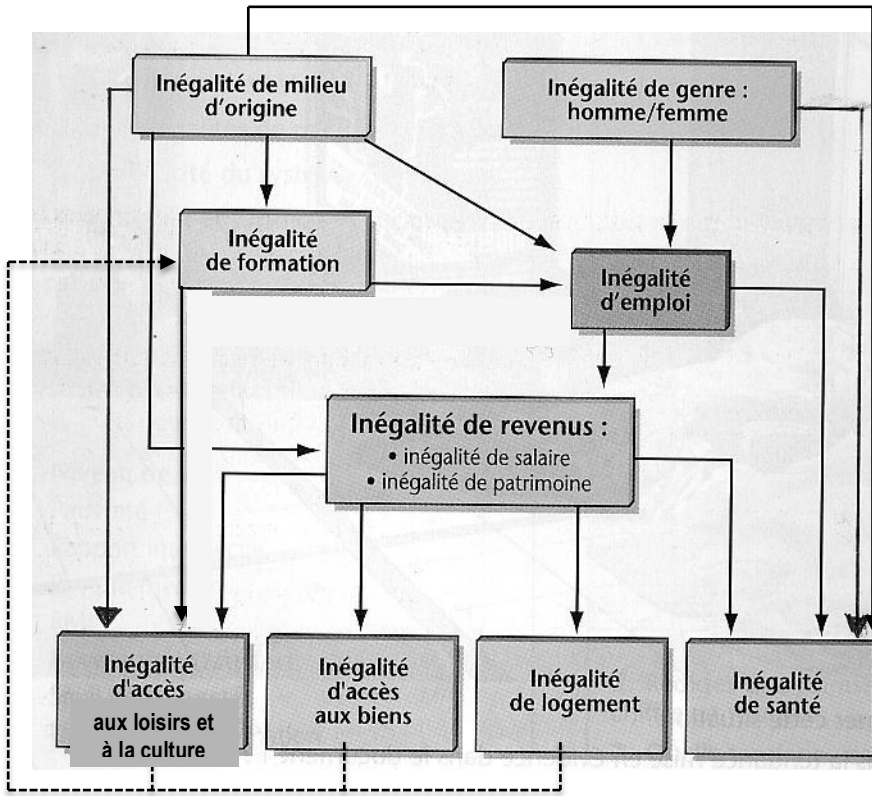 Inégalité de milieu
d'origine
Inégalité de genre :
homme/femme
Inégalité
de formation
Inégalité
d'emploi
Inégalité de revenus :
• inégalité de salaire
• inégalité de patrimoine
Inégalité
d'accès
aux loisirs et
à la culture
Inégalité
d'accès
aux biens
Inégalité
de logement
Inégalité
de santé